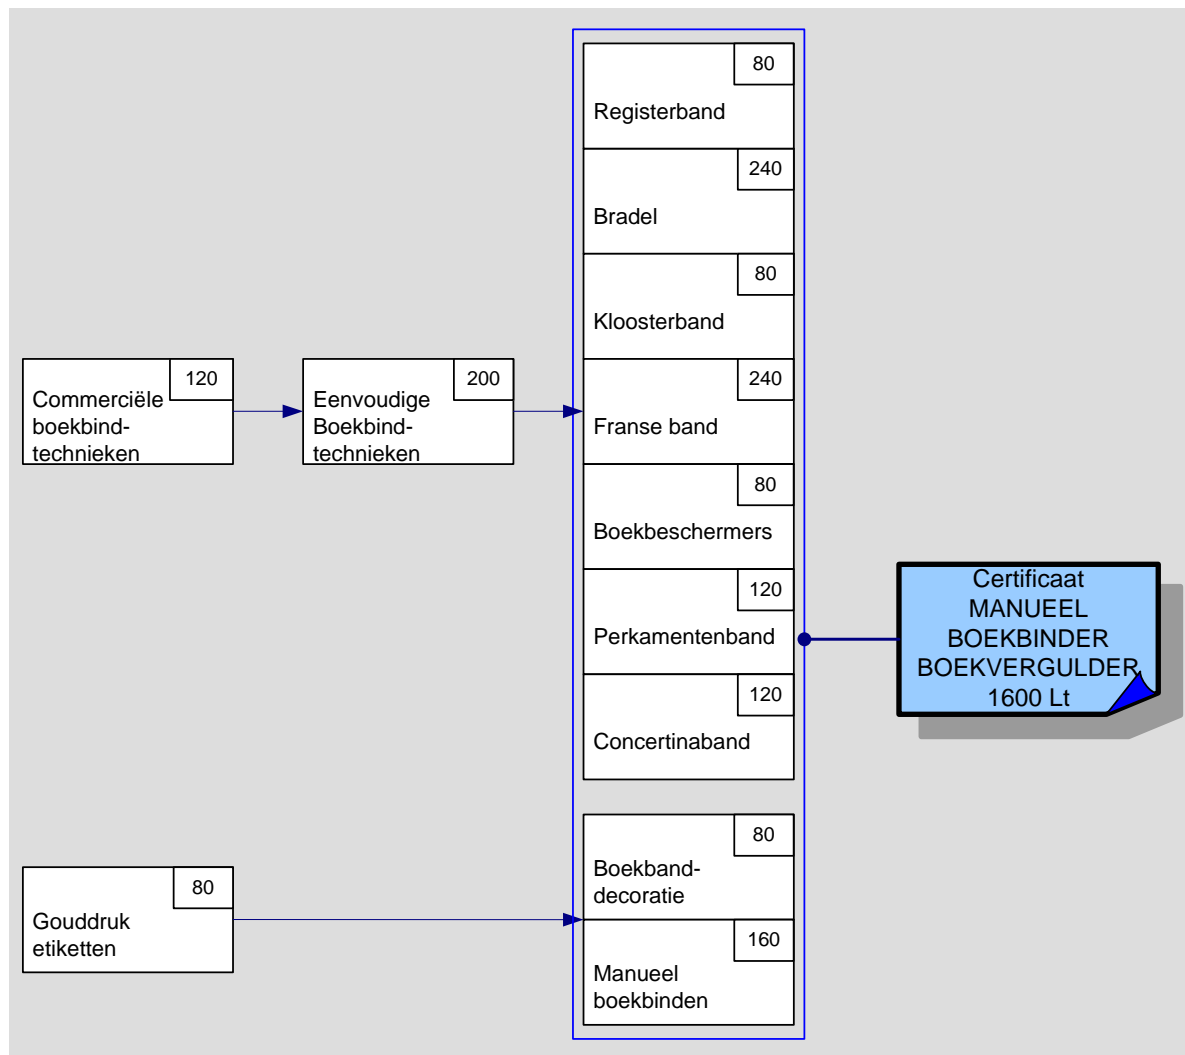 80
Registerband
240
Bradel
80
Kloosterband
120
Commerciële
boekbind-
technieken
200
Eenvoudige
Boekbind-
technieken
240
Franse band
80
Boekbeschermers
120
Perkamentenband
120
Concertinaband
Certificaat
MANUEEL
BOEKBINDER
BOEKVERGULDER
1600 Lt
80
Boekband-
decoratie
80
Gouddruk
etiketten
160
Manueel
boekbinden